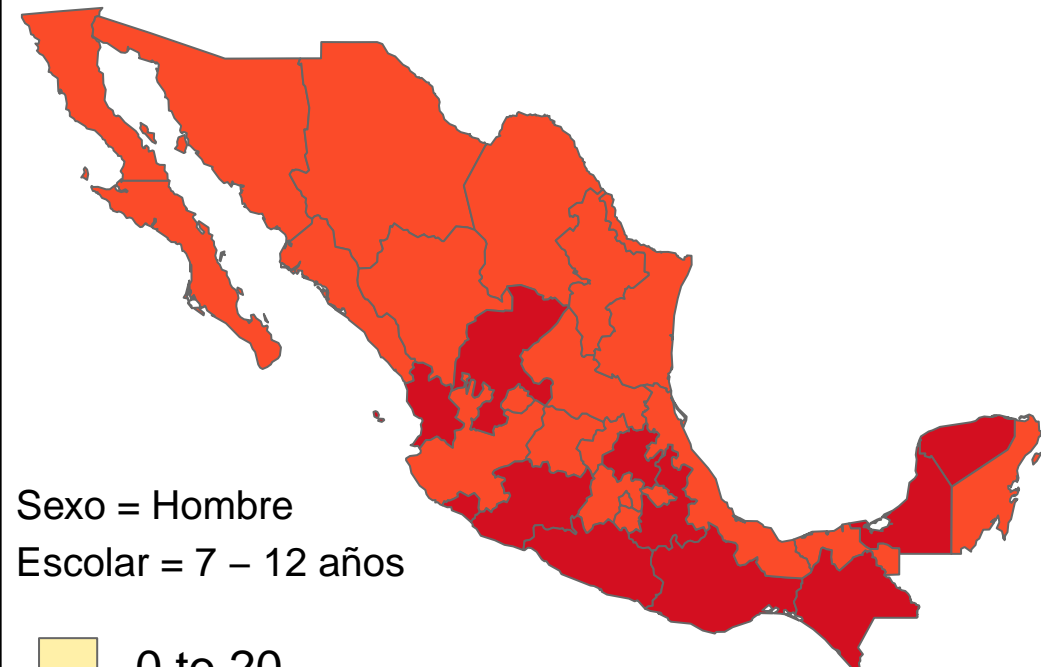 Sexo = Hombre
Escolar = 7 – 12 años
0 to 20